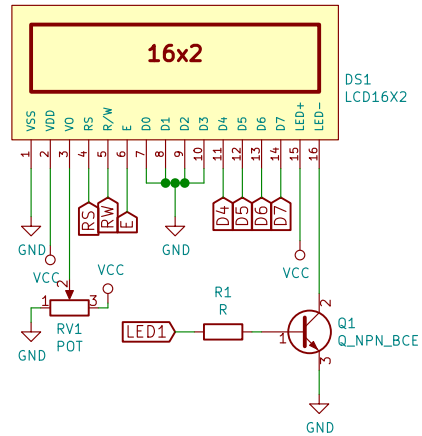 16x2
DS1
LCD16X2
VSS
VDD
VO
RS
R/W
E
D0
D1
D2
D3
D4
D5
D6
D7
LED+
LED-
1
2
3
4
5
6
7
8
9
10
11
12
13
14
15
16
RS
RW
E
D4
D5
D6
D7
GND
GND
VCC
VCC
VCC
2
1
3
RV1
POT
GND
R1
R
LED1
2
1
3
Q1
Q_NPN_BCE
GND